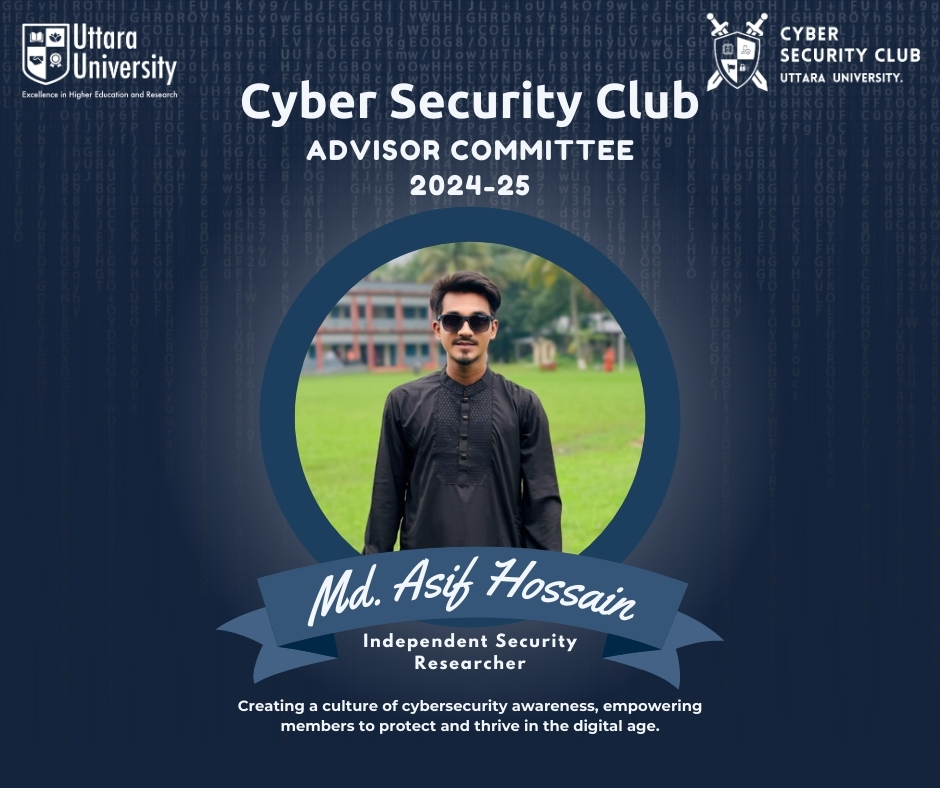 Uttara
University
Excellence in Higher Education and Research
CYBER
SECURITY CLUB
UTTARA UNIVERSITY.
Cyber Security Club
ADVISOR COMMITTEE
2024-25
Md. Asif Hossain
Independent Security
Researcher
Creating a culture of cybersecurity awareness, empowering
members to protect and thrive in the digital age.